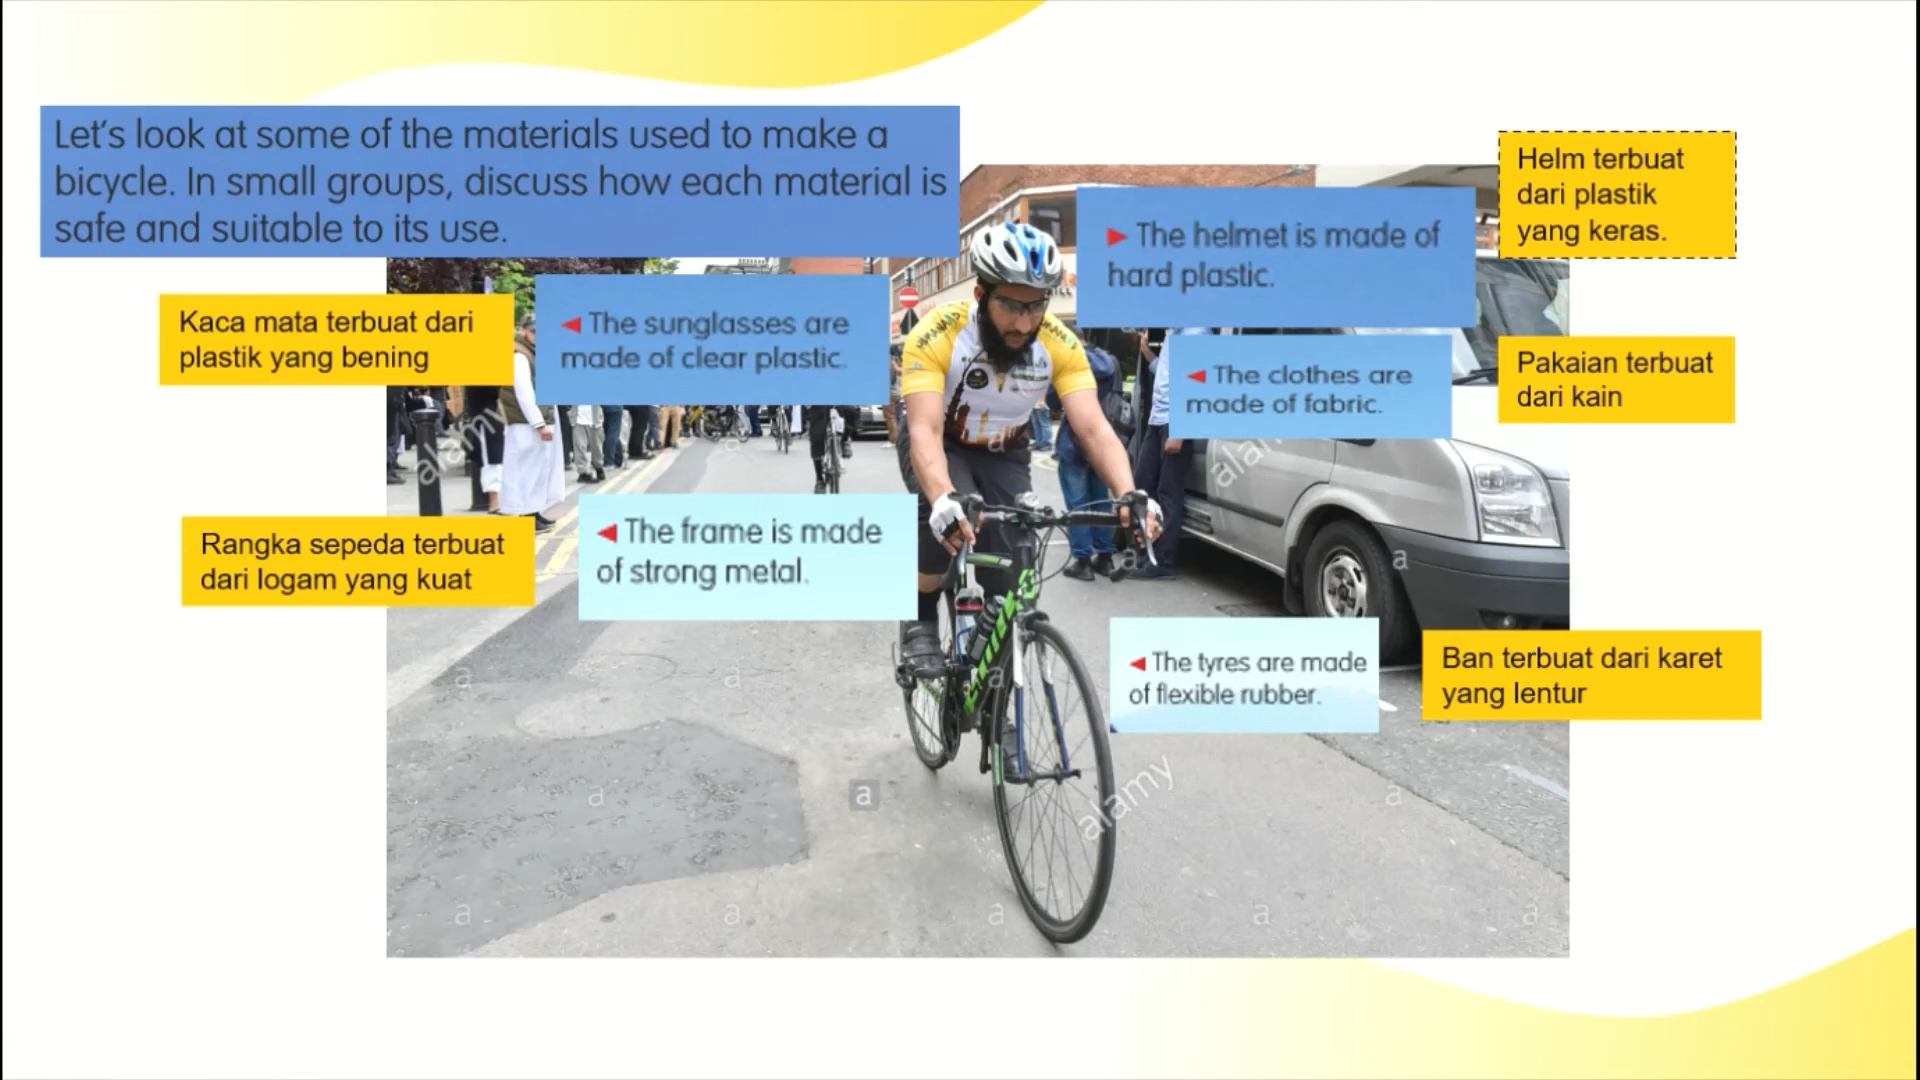 Let's look at some of the materials used to make a
bicycle. In small groups, discuss how each material is
safe and suitable to its use.
Helm terbuat
dari plastik
yang keras.
The helmet is made of
hard plastic.
Kaca mata terbuat dari
plastik yang bening
The sunglasses are
made of clear plastic.
The clothes are
made of fabric.
Pakaian terbuat
dari kain
Rangka sepeda terbuat
dari logam yang kuat
The frame is made
of strong metal.
The tyres are made
of flexible rubber.
Ban terbuat dari karet
yang lentur
alamy
alamy
a
a
a
a
a
a
a
a
a
a
a